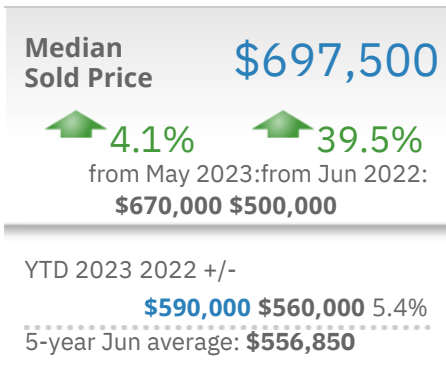 Median
Sold Price
$697,500
4.1% 39.5%
from May 2023:from Jun 2022:
$670,000 $500,000
YTD 2023 2022 +/-
$590,000 $560,000 5.4%
5-year Jun average: $556,850